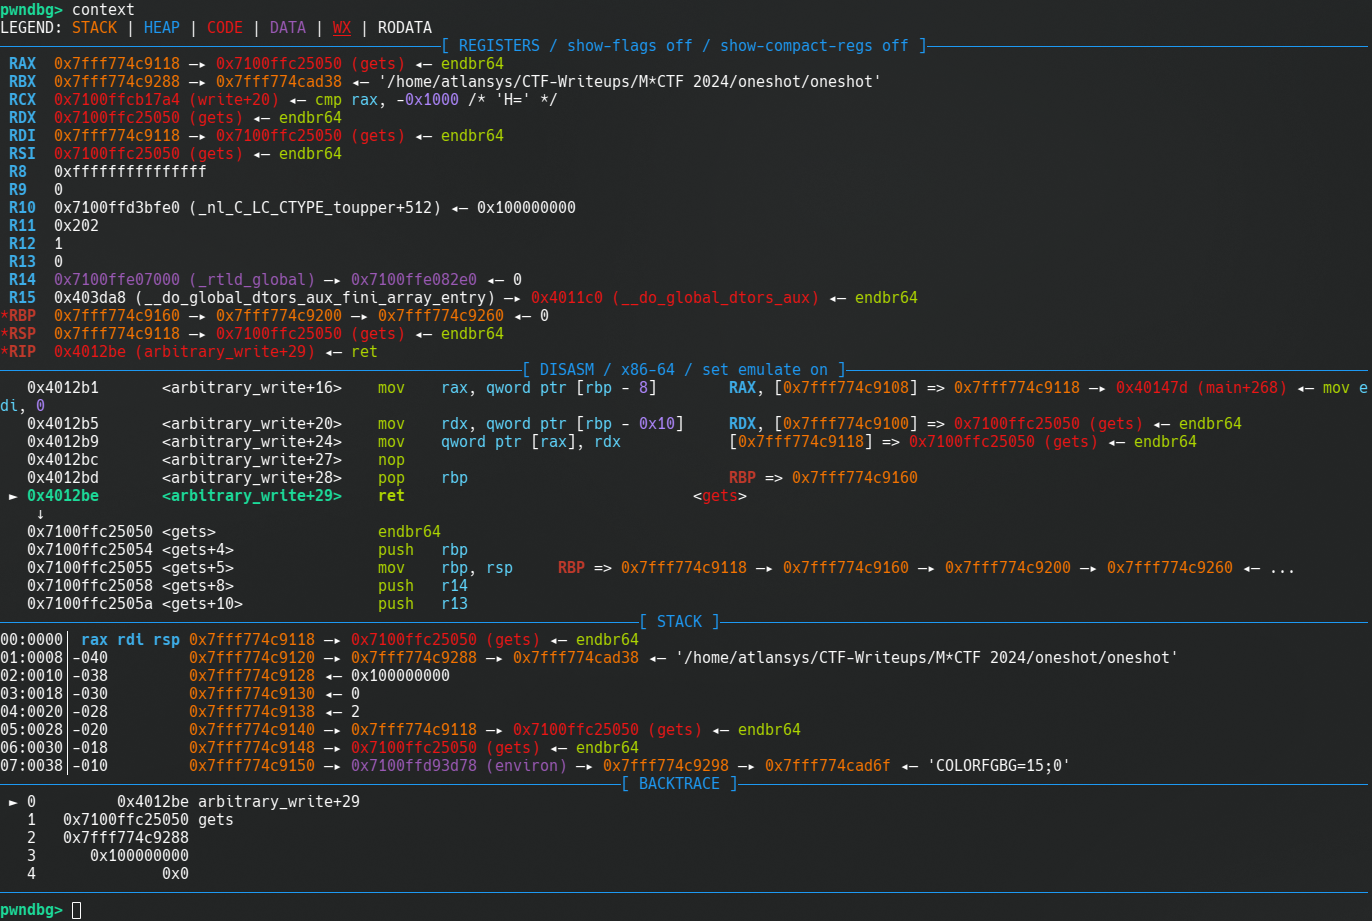 pwndbg> context
LEGEND: STACK | HEAP | CODE | DATA | WX | RODATA
[ REGISTERS / show-flags off / show-compact-regs off ]
RAX  0x7fff774c9118 —▸ 0x7100ffc25050 (gets) ◂— endbr64
RBX  0x7fff774c9288 —▸ 0x7fff774cad38 ◂— '/home/atlansys/CTF-Writeups/M*CTF 2024/oneshot/oneshot'
RCX  0x7100ffcb17a4 (write+20) ◂— cmp rax, -0x1000 /* 'H=' */
RDX  0x7100ffc25050 (gets) ◂— endbr64
RDI  0x7fff774c9118 —▸ 0x7100ffc25050 (gets) ◂— endbr64
RSI  0x7100ffc25050 (gets) ◂— endbr64
R8   0xffffffffffffffff
R9   0
R10  0x7100ffd3bfe0 (_nl_C_LC_CTYPE_toupper+512) ◂— 0x100000000
R11  0x202
R12  1
R13  0
R14  0x7100ffe07000 (_rtld_global) —▸ 0x7100ffe082e0 ◂— 0
R15  0x403da8 (__do_global_dtors_aux_fini_array_entry) —▸ 0x4011c0 (__do_global_dtors_aux) ◂— endbr64
*RBP  0x7fff774c9160 —▸ 0x7fff774c9200 —▸ 0x7fff774c9260 ◂— 0
*RSP  0x7fff774c9118 —▸ 0x7100ffc25050 (gets) ◂— endbr64
*RIP  0x4012be (arbitrary_write+29) ◂— ret
[ DISASM / x86-64 / set emulate on ]
0x4012b1       <arbitrary_write+16>    mov    rax, qword ptr [rbp - 8]        RAX, [0x7fff774c9108] => 0x7fff774c9118 —▸ 0x40147d (main+268) ◂— mov e
di, 0
0x4012b5       <arbitrary_write+20>    mov    rdx, qword ptr [rbp - 0x10]     RDX, [0x7fff774c9100] => 0x7100ffc25050 (gets) ◂— endbr64
0x4012b9       <arbitrary_write+24>    mov    qword ptr [rax], rdx            [0x7fff774c9118] => 0x7100ffc25050 (gets) ◂— endbr64
0x4012bc       <arbitrary_write+27>    nop
0x4012bd       <arbitrary_write+28>    pop    rbp                             RBP => 0x7fff774c9160
► 0x4012be       <arbitrary_write+29>    ret                                <gets>
↓
0x7100ffc25050 <gets>                  endbr64
0x7100ffc25054 <gets+4>                push   rbp
0x7100ffc25055 <gets+5>                mov    rbp, rsp     RBP => 0x7fff774c9118 —▸ 0x7fff774c9160 —▸ 0x7fff774c9200 —▸ 0x7fff774c9260 ◂— ...
0x7100ffc25058 <gets+8>                push   r14
0x7100ffc2505a <gets+10>               push   r13
[ STACK ]
00:0000│ rax rdi rsp 0x7fff774c9118 —▸ 0x7100ffc25050 (gets) ◂— endbr64
01:0008│-040         0x7fff774c9120 —▸ 0x7fff774c9288 —▸ 0x7fff774cad38 ◂— '/home/atlansys/CTF-Writeups/M*CTF 2024/oneshot/oneshot'
02:0010│-038         0x7fff774c9128 ◂— 0x100000000
03:0018│-030         0x7fff774c9130 ◂— 0
04:0020│-028         0x7fff774c9138 ◂— 2
05:0028│-020         0x7fff774c9140 —▸ 0x7fff774c9118 —▸ 0x7100ffc25050 (gets) ◂— endbr64
06:0030│-018         0x7fff774c9148 —▸ 0x7100ffc25050 (gets) ◂— endbr64
07:0038│-010         0x7fff774c9150 —▸ 0x7100ffd93d78 (environ) —▸ 0x7fff774c9298 —▸ 0x7fff774cad6f ◂— 'COLORFGBG=15;0'
[ BACKTRACE ]
► 0         0x4012be arbitrary_write+29
1   0x7100ffc25050 gets
2   0x7fff774c9288
3      0x100000000
4              0x0
pwndbg>